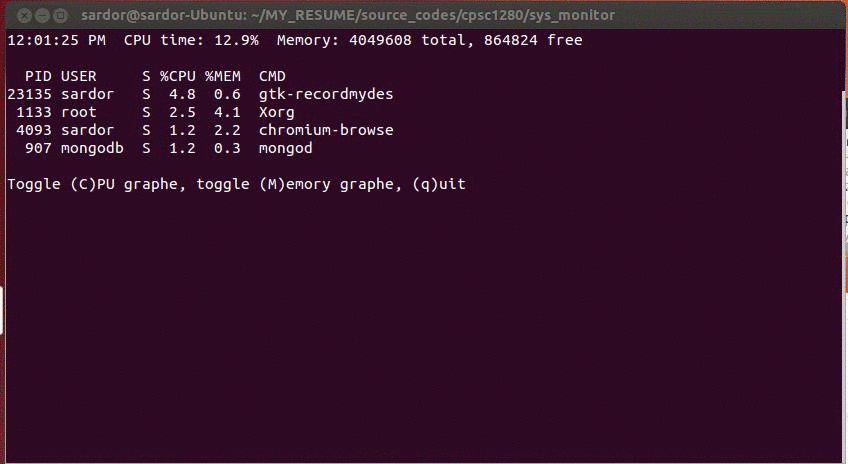 sardor@sardor-Ubuntu: ~/MY_RESUME/source_codes/cpsc1280/sys_monitor
12:01:25 PM  CPU time: 12.9%  Memory: 4049608 total, 864824 free
  PID USER     S %CPU %MEM  CMD
23135 sardor   S  4.8  0.6  gtk-recordmydes
 1133 root     S  2.5  4.1  Xorg
 4093 sardor   S  1.2  2.2  chromium-browse
  907 mongodb  S  1.2  0.3  mongod
Toggle (C)PU graphe, toggle (M)emory graphe, (q)uit